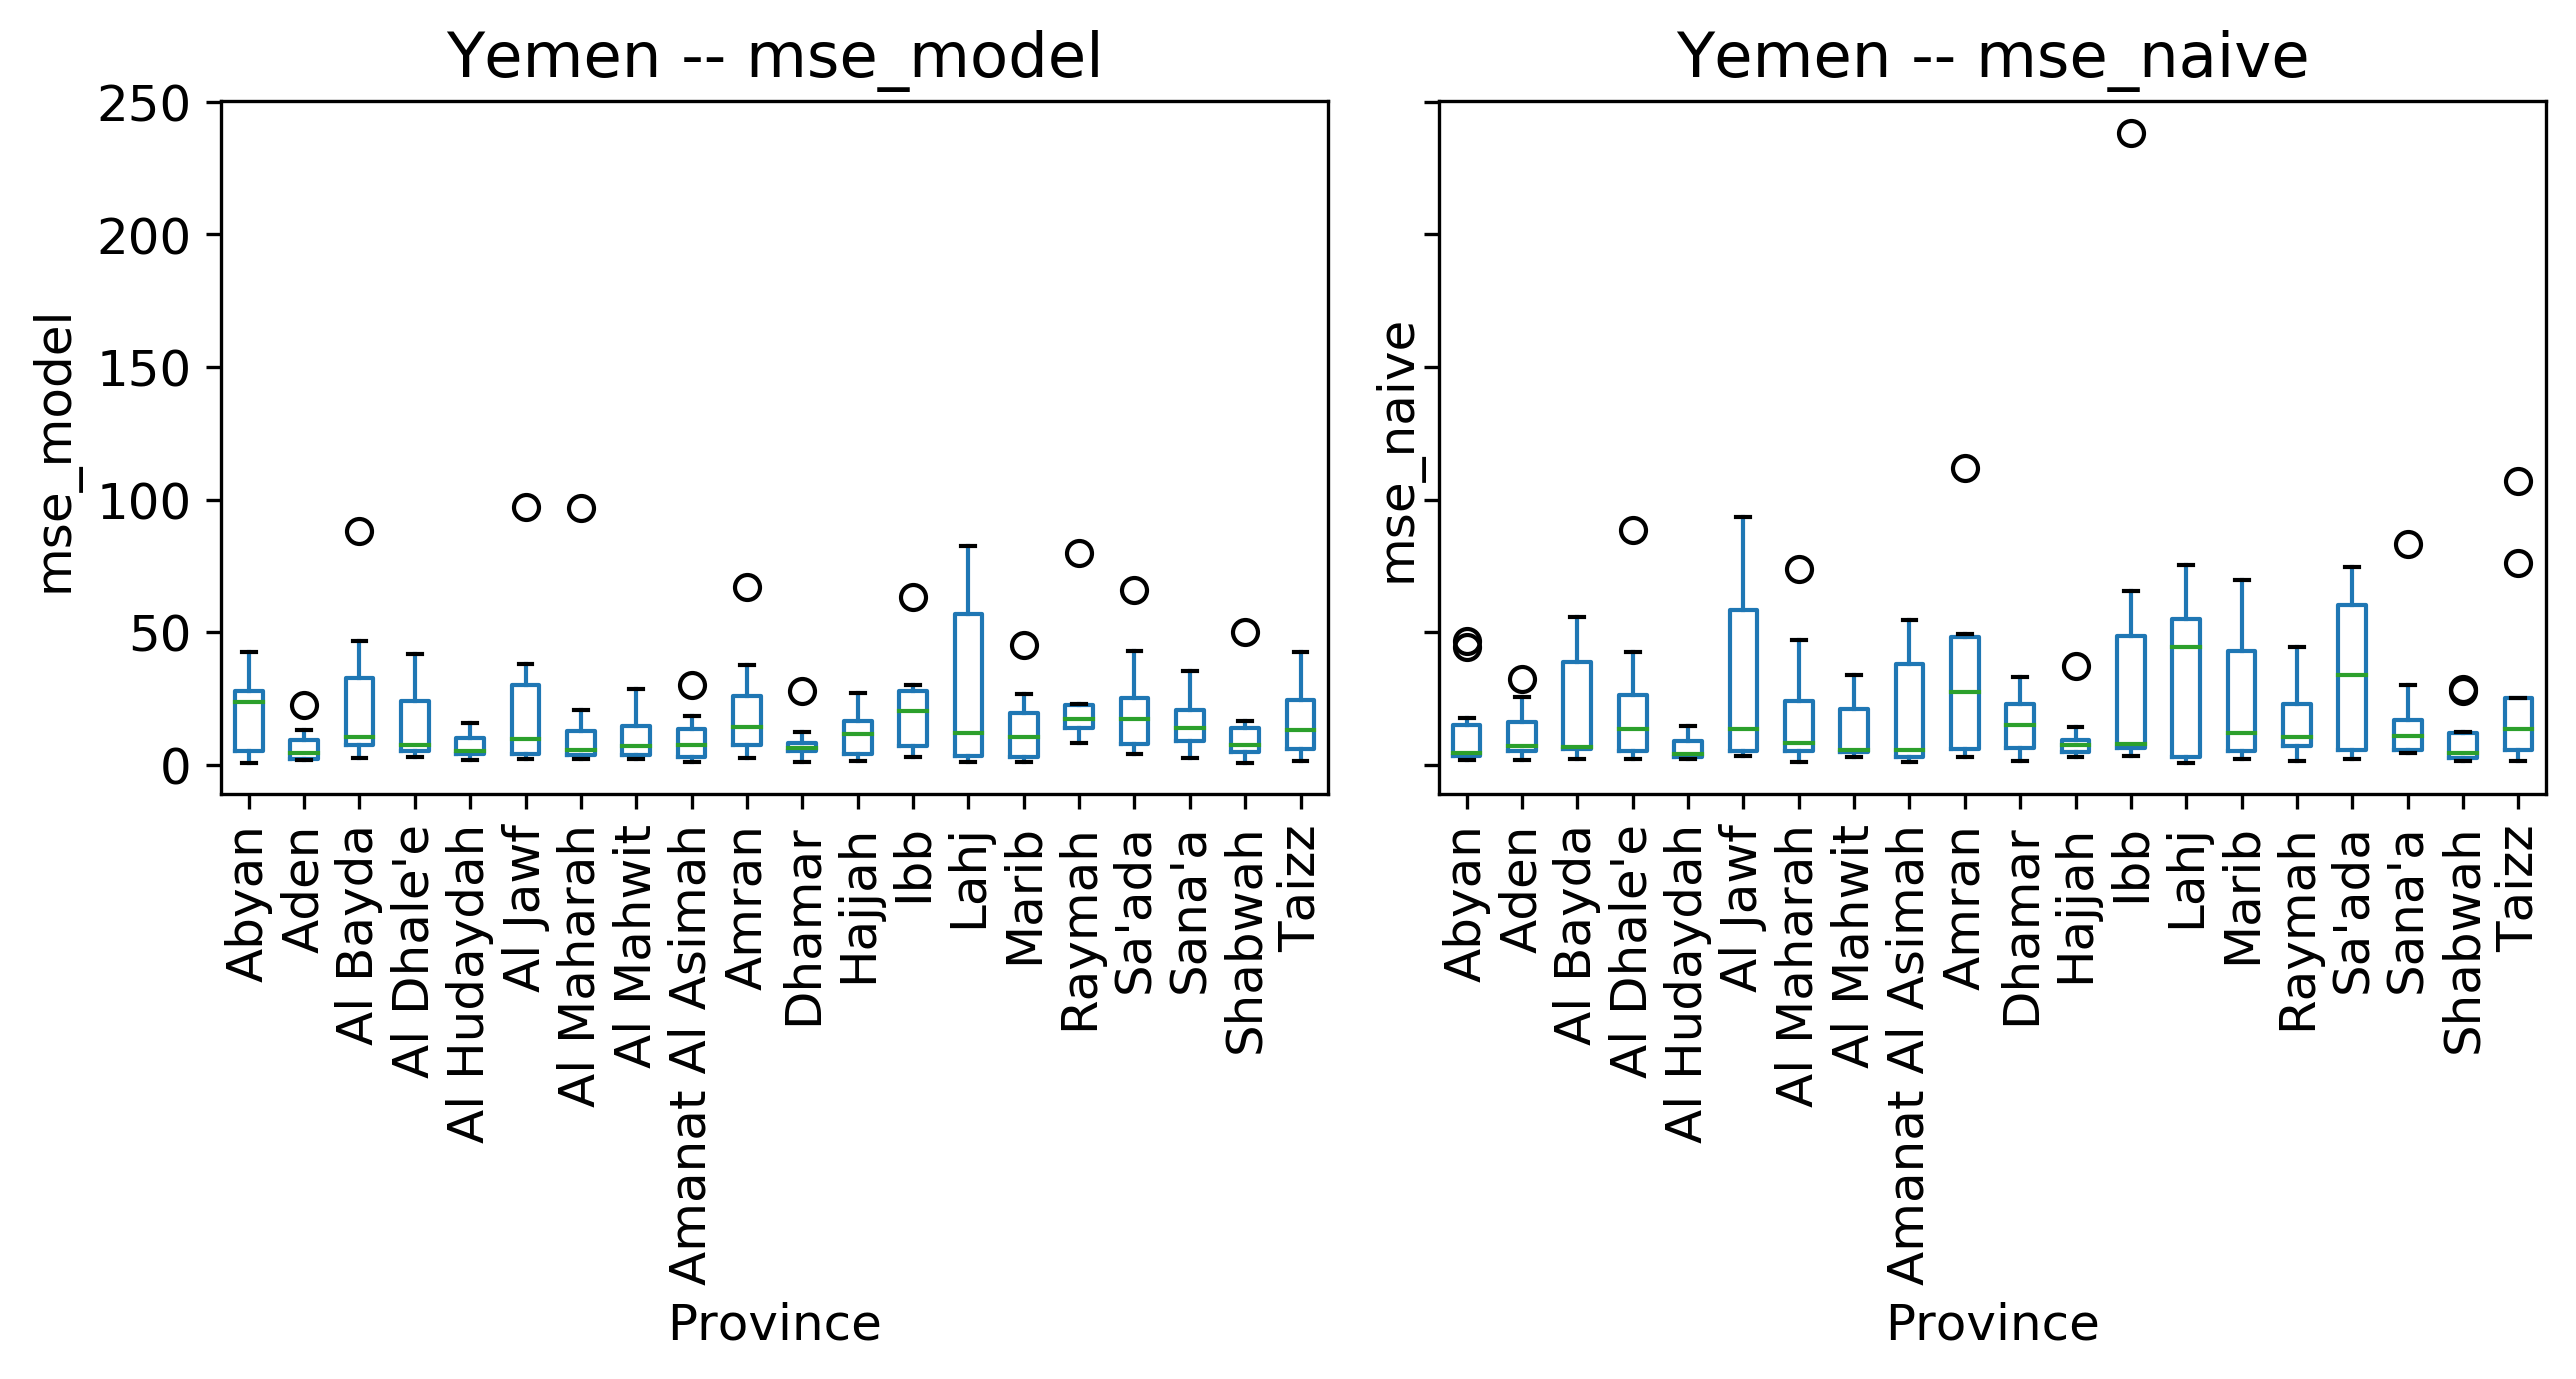 Yemen -- mse_model
250
200
150
100
50
0
mse_model
Abyan
Aden
Al Bayda
Al Dhale'e
Al Hudaydah
Al Jawf
Al Maharah
Al Mahwit
Amanat Al Asimah
Amran
Dhamar
Hajjah
Ibb
Lahj
Marib
Raymah
Sa'ada
Sana'a
Shabwah
Taizz
Province
Yemen -- mse_naive
mse_naive
Abyan
Aden
Al Bayda
Al Dhale'e
Al Hudaydah
Al Jawf
Al Maharah
Al Mahwit
Amanat Al Asimah
Amran
Dhamar
Hajjah
Ibb
Lahj
Marib
Raymah
Sa'ada
Sana'a
Shabwah
Taizz
Province